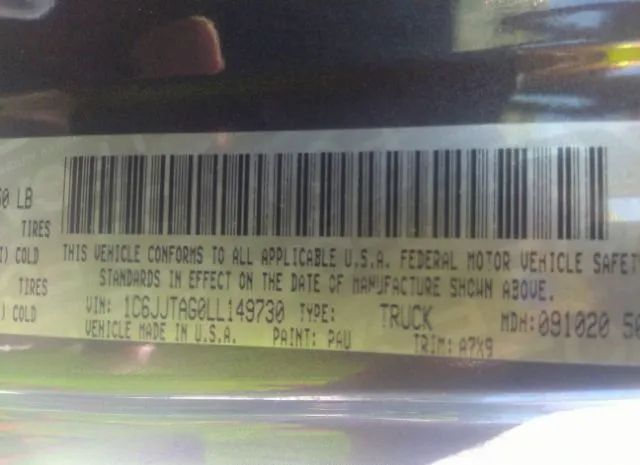 50 LB
TIRES
COLD
THIS VEHICLE CONFORMS TO ALL APPLICABLE U.S.A. FEDERAL MOTOR VEHICLE SAFETY
STANDARDS IN EFFECT ON THE DATE OF MANUFACTURE SHOWN ABOVE.
TIRES
) COLD
VIN: 1C6JJTAG0LL149730 TYPE: TRUCK MDH:091020
VEHICLE MADE IN U.S.A. PAINT: PAU TRIM: A7X9